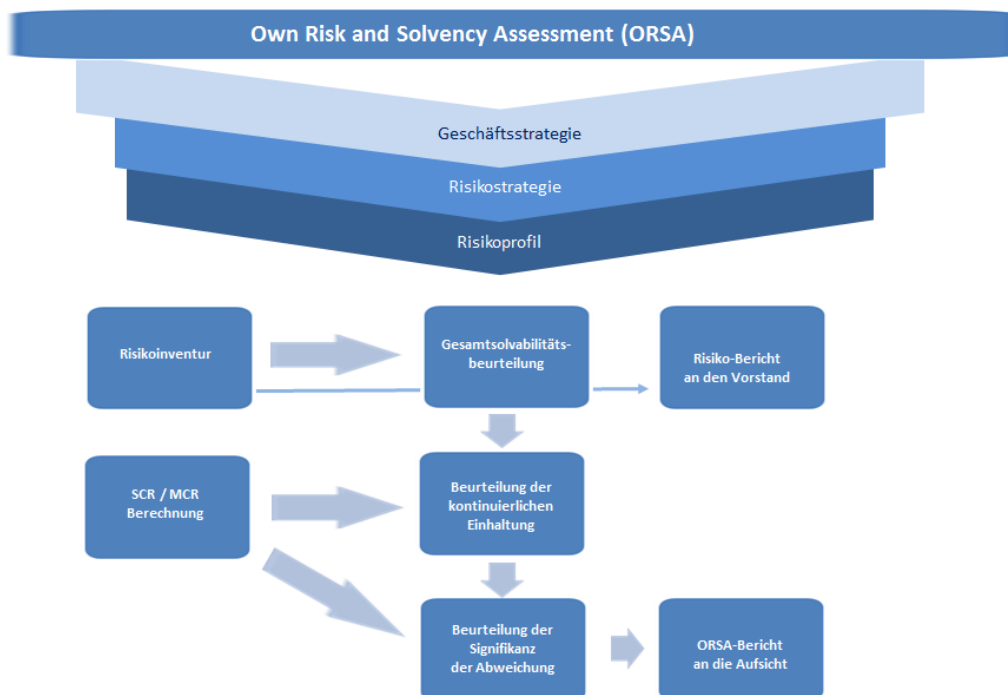 Own Risk and Solvency Assessment (ORSA)
Geschäftsstrategie
Risikostrategie
Risikoprofil
Risikoinventur
Gesamtsolvabilitäts-
beurteilung
Risiko-Bericht
an den Vorstand
SCR / MCR
Berechnung
Beurteilung der
kontinuierlichen
Einhaltung
Beurteilung der
Signifikanz
der Abweichung
ORSA-Bericht
an die Aufsicht